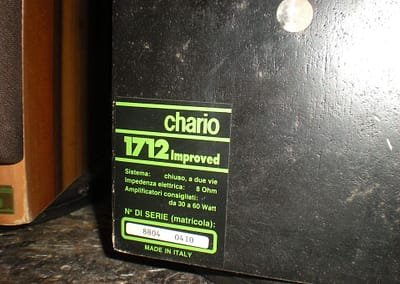 chario
1712 Improved
Sistema: chiuso, a due vie
Impedenza elettrica: 8 Ohm
Amplificatori consigliati:
da 30 a 60 Watt
N° DI SERIE (matricola):
8804 0410
MADE IN ITALY